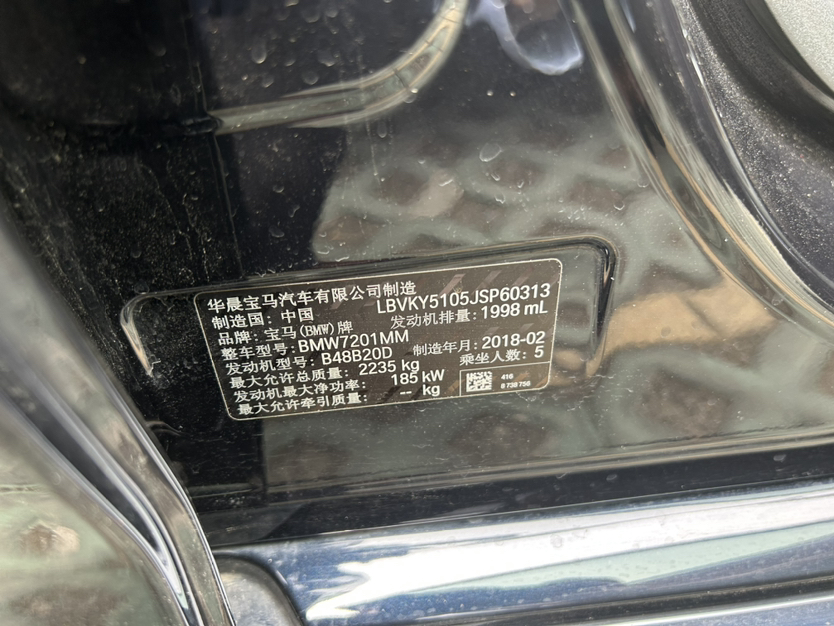 华晨宝马汽车有限公司制造
制造国：中国 LBVKY5105JSP60313
品牌：宝马(BMW)牌 发动机排量：1998 mL
整车型号：BMW7201MM
发动机型号：B48B20D 制造年月：2018-02
最大允许总质量：2235 kg 乘坐人数：5
发动机最大净功率：185 kW
最大允许牵引质量：-- kg
416
8 738 758